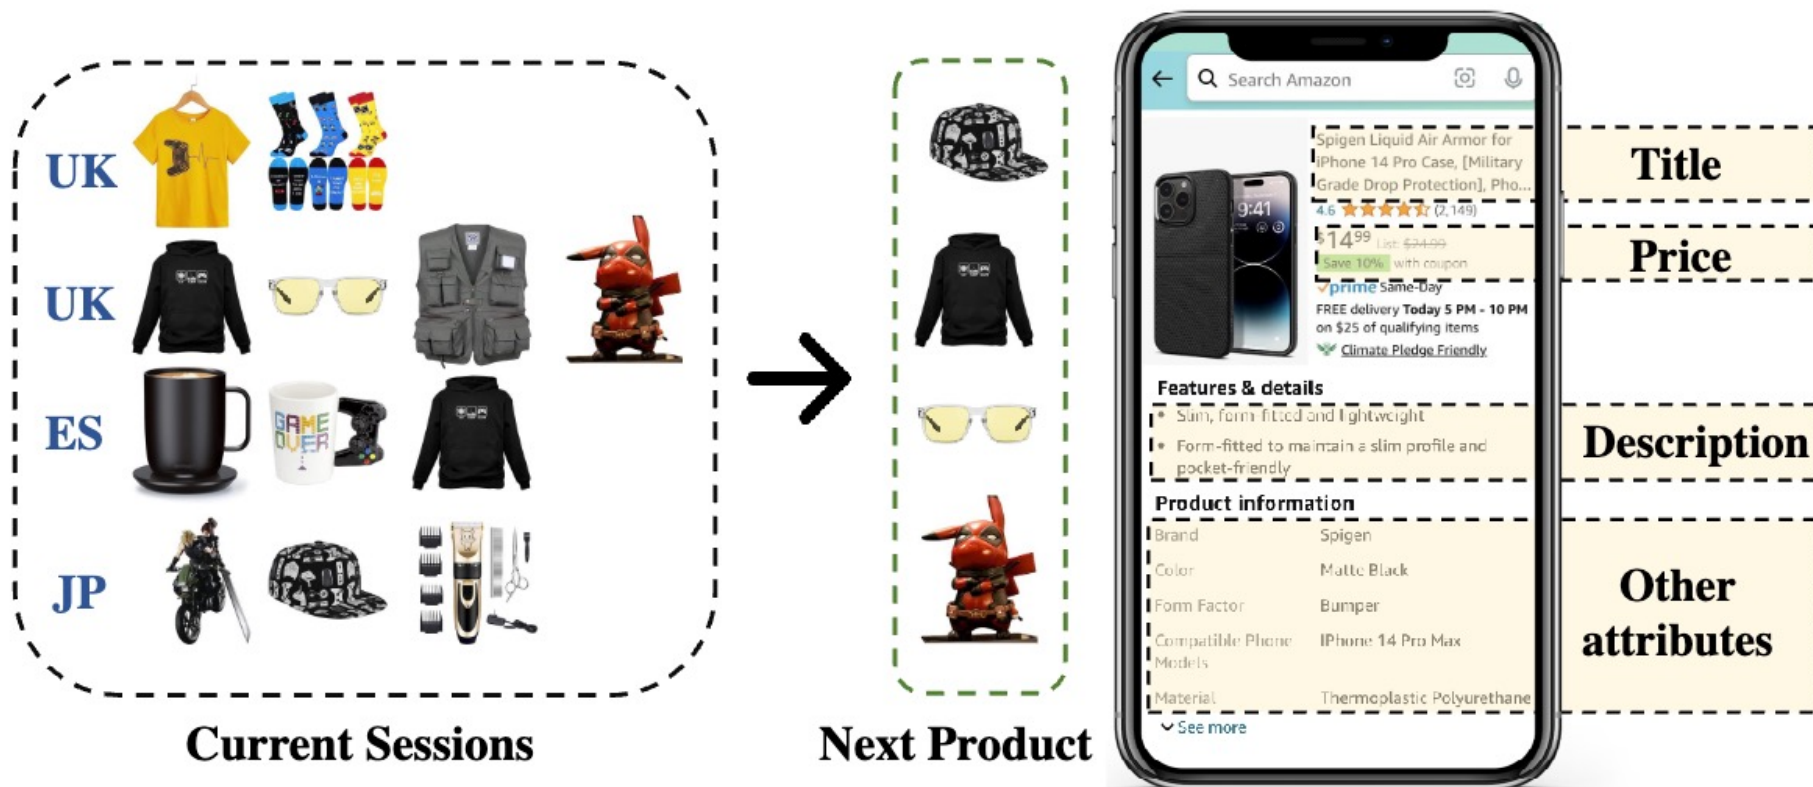 UK
UK
ES
JP
GAME
OVER
Current Sessions
Next Product
Search Amazon
Spigen Liquid Air Armor for
iPhone 14 Pro Case, [Military
Grade Drop Protection], Pho...
4.6 (2,149)
$14 99 List: $24.99
Save 10% with coupon
prime Same-Day
FREE delivery Today 5 PM - 10 PM
on $25 of qualifying items
Climate Pledge Friendly
9:41
Features & details
• Slim, form-fitted and lightweight
• Form-fitted to maintain a slim profile and
pocket-friendly
Product information
Brand Spigen
Color Matte Black
Form Factor Bumper
Compatible Phone IPhone 14 Pro Max
Models
Material Thermoplastic Polyurethane
See more
Title
Price
Description
Other
attributes